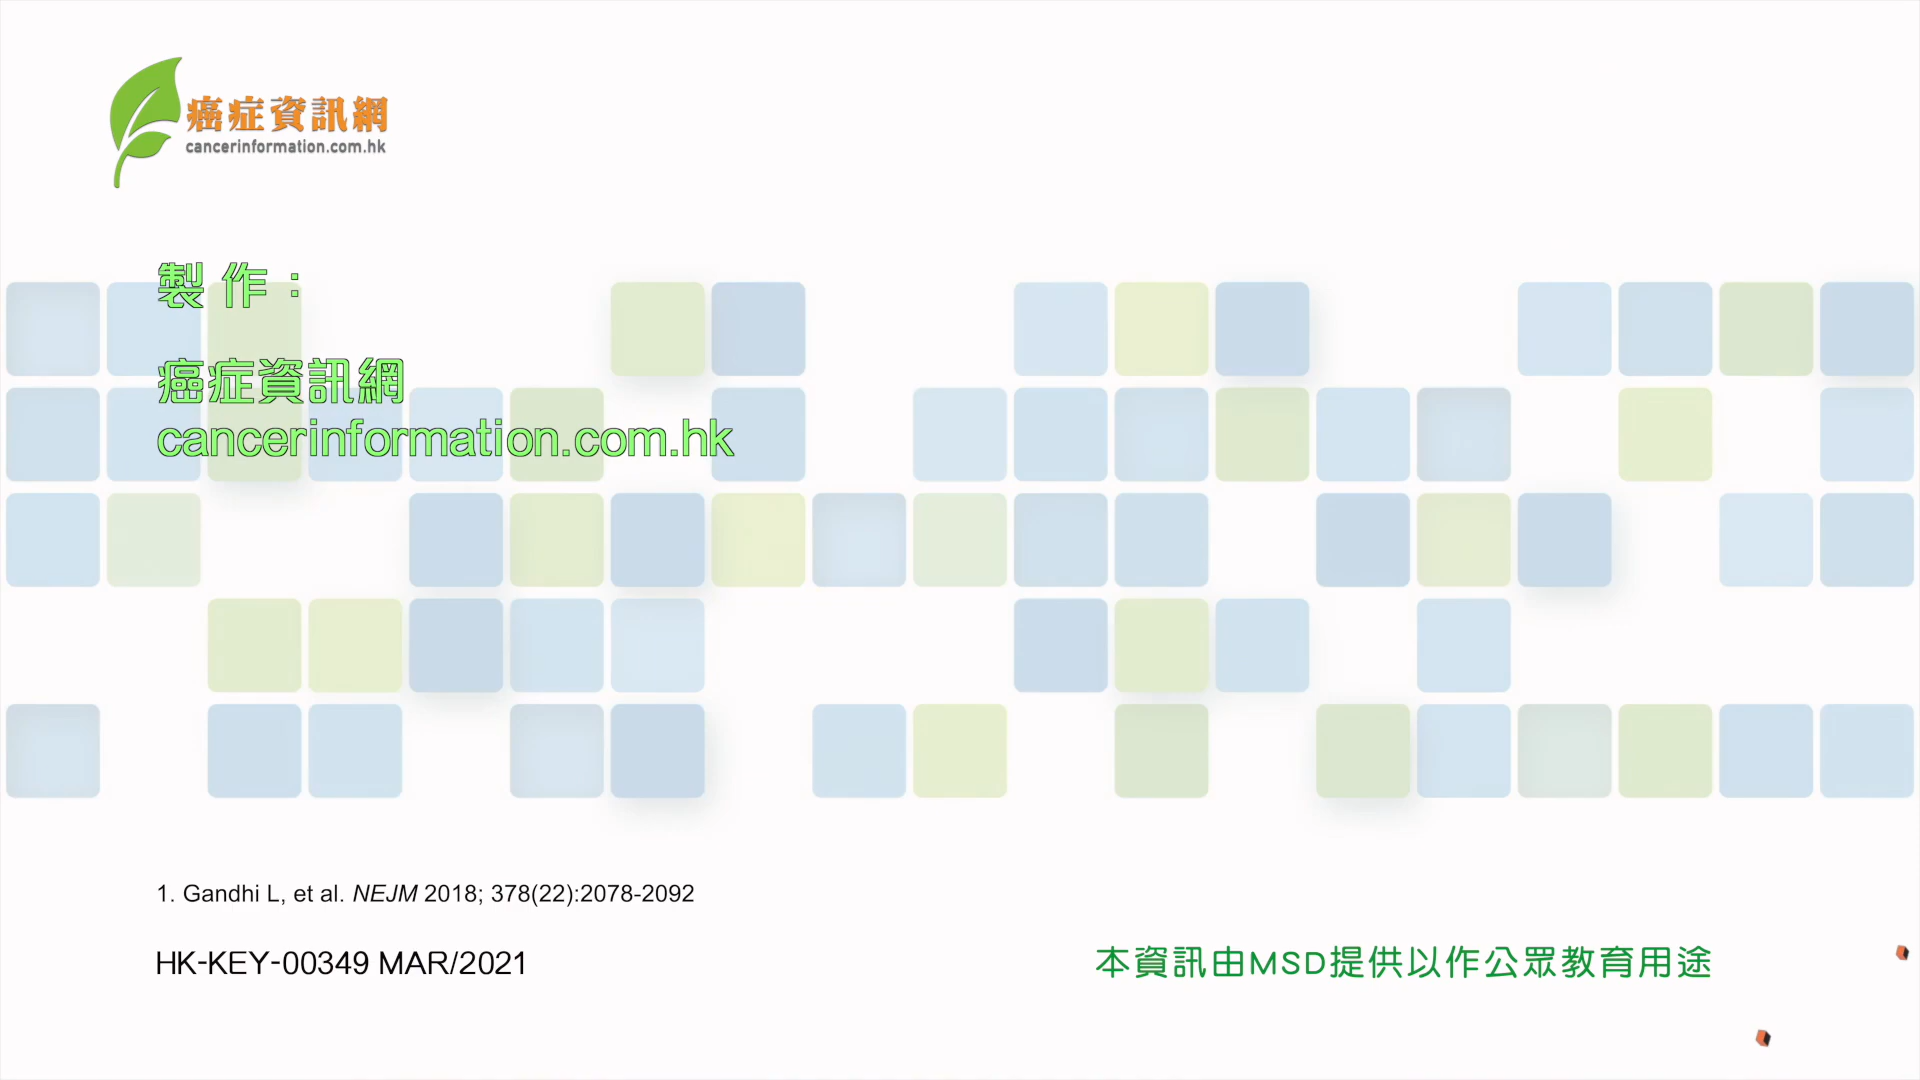 癌症資訊網
cancerinformation.com.hk
製作：
癌症資訊網
cancerinformation.com.hk
1. Gandhi L, et al. NEJM 2018; 378(22):2078-2092
HK-KEY-00349 MAR/2021
本資訊由MSD提供以作公眾教育用途